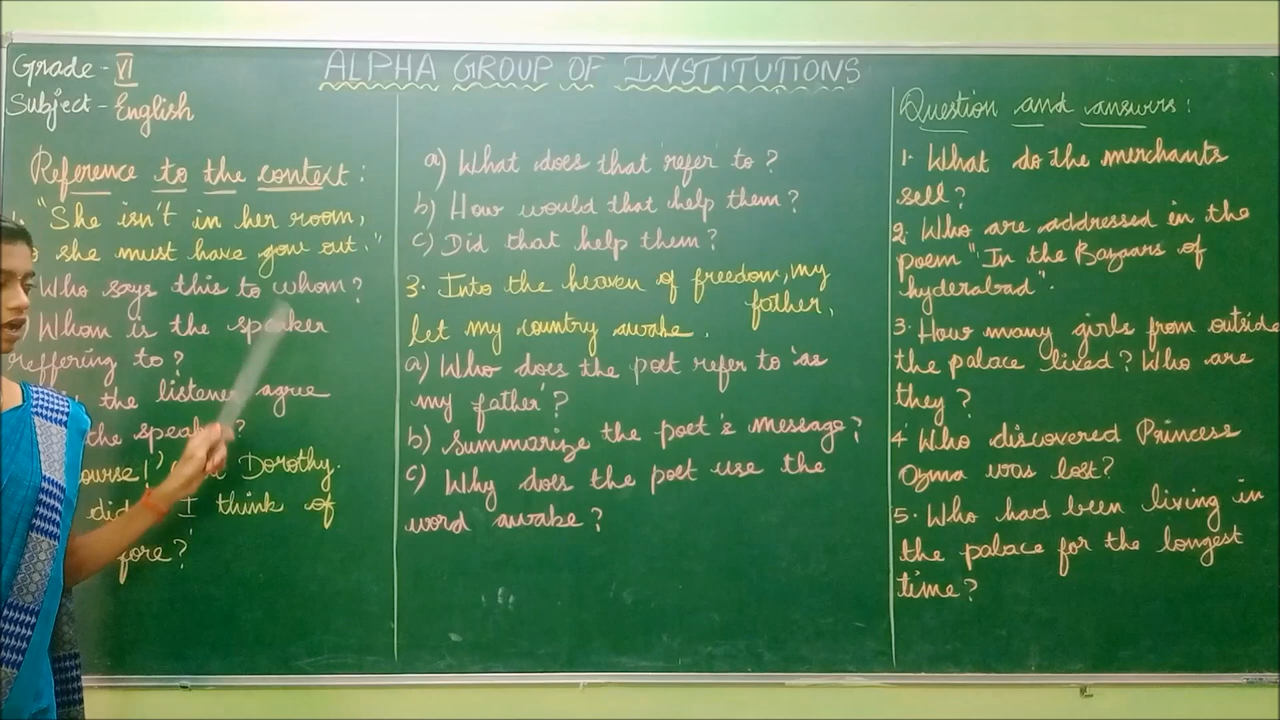 ALPHA GROUP OF INSTITUTIONS
Grade - VI
Subject - English
Reference to the context :
"She isn't in her room,
she must have gone out."
Who says this to whom?
Whom is the speaker
reffering to?
the listener agree
the speaker?
Dorothy.
did I think of
fore?'
a) What does that 'refer' to?
b) How would that help them?
c) Did that help them?
3. Into the heaven of freedom, my
father,
let my country awake.
a) Who does the poet refer to 'as
my father'?
b) Summarize the poet's message?
c) Why does the poet use the
word awake?
Question and answers :
1. What do the merchants
sell?
2. Who are addressed in the
poem "In the Bazaars of
hyderabad".
3. How many girls from outside
the palace lived? Who are
they?
4 Who discovered Princess
Ozma was lost?
5. Who had been living in
the palace for the longest
time?